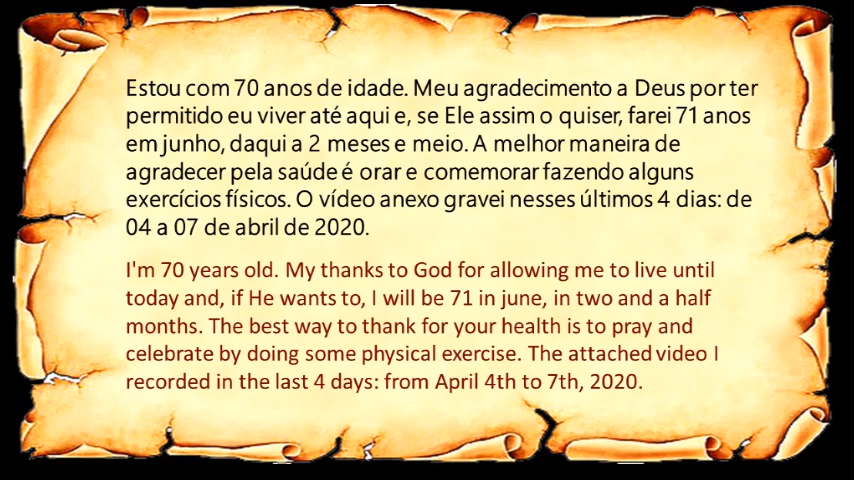 Estou com 70 anos de idade. Meu agradecimento a Deus por ter
permitido eu viver até aqui e, se Ele assim o quiser, farei 71 anos
em junho, daqui a 2 meses e meio. A melhor maneira de
agradecer pela saúde é orar e comemorar fazendo alguns
exercícios físicos. O vídeo anexo gravei nesses últimos 4 dias: de
04 a 07 de abril de 2020.
I'm 70 years old. My thanks to God for allowing me to live until
today and, if He wants to, I will be 71 in june, in two and a half
months. The best way to thank for your health is to pray and
celebrate by doing some physical exercise. The attached video I
recorded in the last 4 days: from April 4th to 7th, 2020.